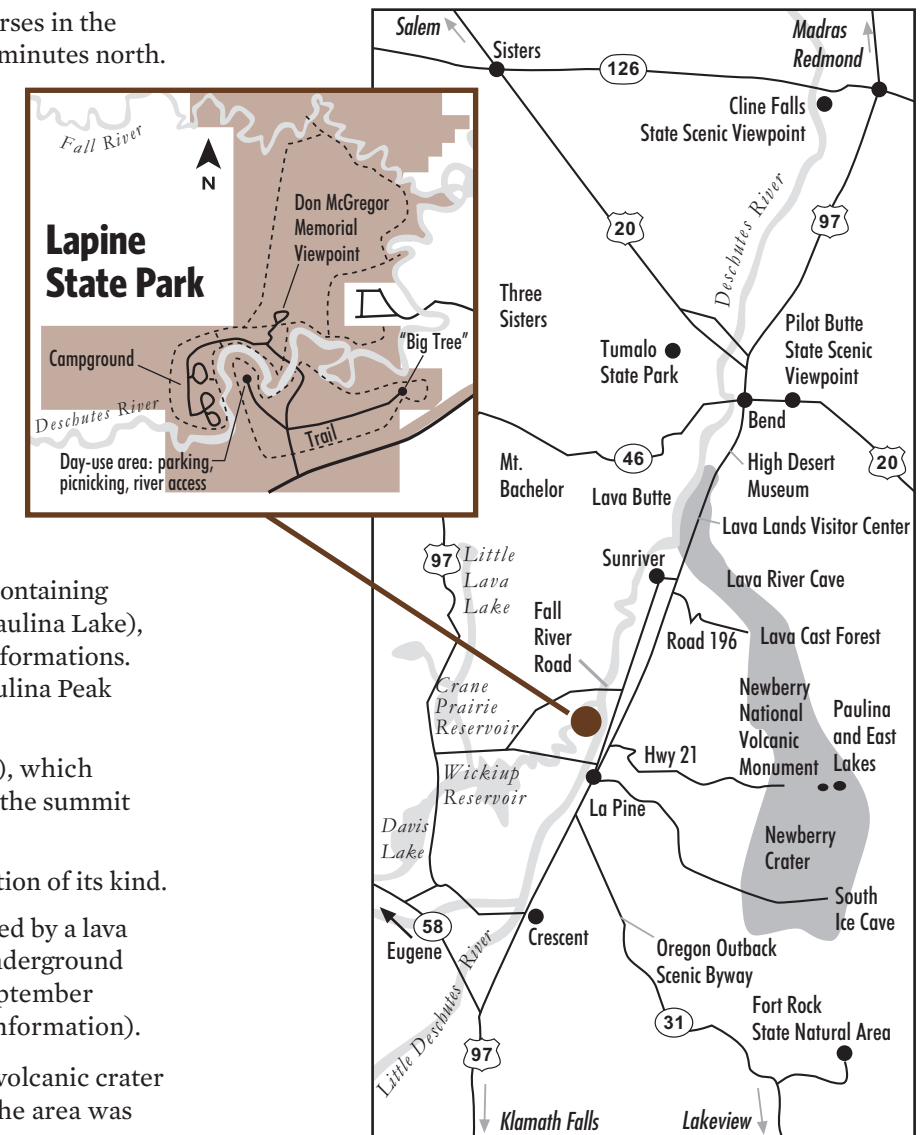 rses in the
minutes north.
Fall River
N
Lapine
State Park
Don McGregor
Memorial
Viewpoint
"Big Tree"
Campground
Deschutes River
Trail
Day-use area: parking,
picnicking, river access
ontaining
aulina Lake),
formations.
ulina Peak
), which
the summit
tion of its kind.
ed by a lava
nderground
ptember
nformation).
volcanic crater
he area was
Salem
Sisters
126
Madras
Redmond
Cline Falls
State Scenic Viewpoint
20
97
Deschutes River
Three
Sisters
Tumalo
State Park
Pilot Butte
State Scenic
Viewpoint
Bend
46
20
Mt.
Bachelor
Lava Butte
High Desert
Museum
Lava Lands Visitor Center
97
Little
Lava
Lake
Sunriver
Lava River Cave
Fall
River
Road
Road 196
Lava Cast Forest
Crane
Prairie
Reservoir
Newberry
National
Volcanic
Monument
Paulina
and East
Lakes
Hwy 21
Wickiup
Reservoir
La Pine
Davis
Lake
Newberry
Crater
South
Ice Cave
58
Eugene
Crescent
Oregon Outback
Scenic Byway
Little Deschutes River
31
Fort Rock
State Natural Area
97
Klamath Falls
Lakeview